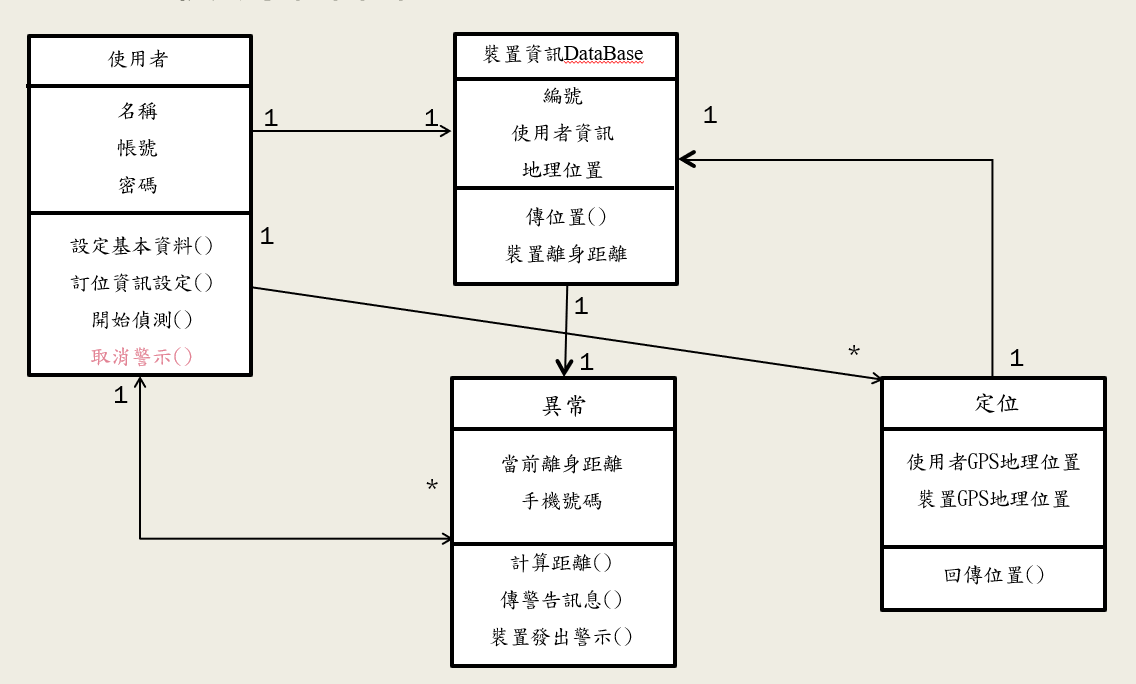 使用者
名稱
帳號
密碼
設定基本資料()
訂位資訊設定()
開始偵測()
取消警示()
1
1
裝置資訊DataBase
編號
使用者資訊
地理位置
傳位置()
裝置離身距離
1
1
*
1
1
1
1
*
異常
當前離身距離
手機號碼
計算距離()
傳警告訊息()
裝置發出警示()
定位
使用者GPS地理位置
裝置GPS地理位置
回傳位置()